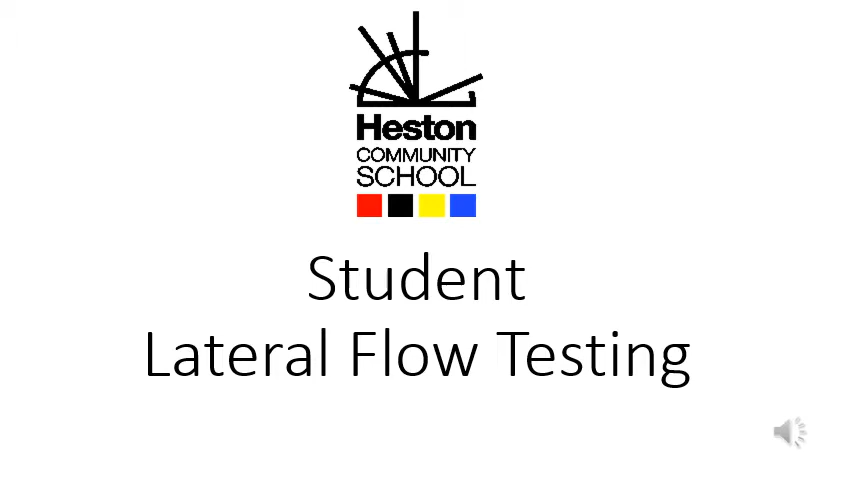 Heston
COMMUNITY
SCHOOL
Student
Lateral Flow Testing